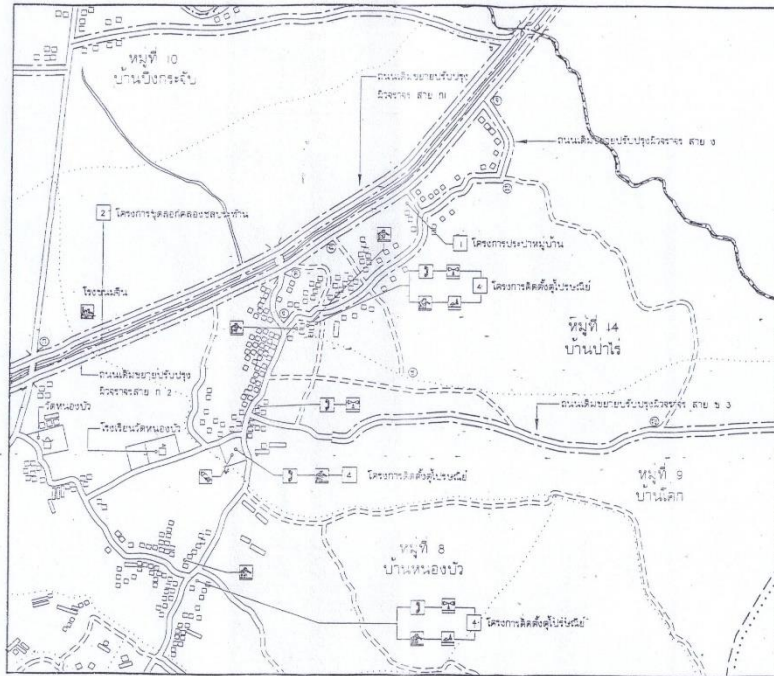 หมู่ที่ 10
บ้านบึงกระจับ
ถนนเดิมขยายปรับปรุง
ผิวจราจร สาย ก1
ถนนเดิมขยายปรับปรุงผิวจราจร สาย ง
2 โครงการขุดลอกคลองชลประทาน
1 โครงการประปาหมู่บ้าน
โรงขนมจีน
4 โครงการติดตั้งตู้ไปรษณีย์
หมู่ที่ 14
บ้านป่าไร่
ถนนเดิมขยายปรับปรุง
ผิวจราจรสาย ก 2
ถนนเดิมขยายปรับปรุงผิวจราจร สาย ข 3
วัดหนองบัว
โรงเรียนวัดหนองบัว
4 โครงการติดตั้งตู้ไปรษณีย์
หมู่ที่ 9
บ้านโคก
หมู่ที่ 8
บ้านหนองบัว
4 โครงการติดตั้งตู้ไปรษณีย์